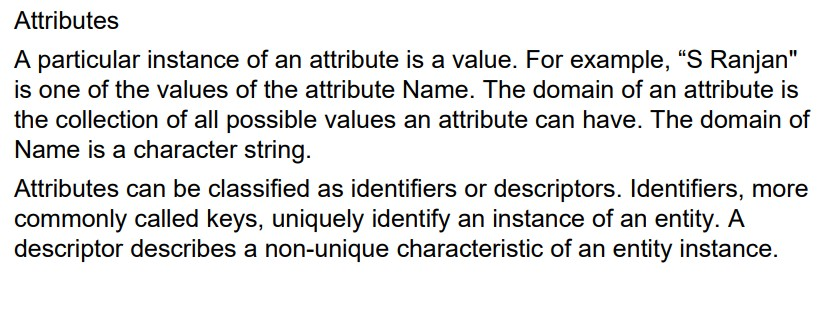 Attributes
A particular instance of an attribute is a value. For example, “S Ranjan"
is one of the values of the attribute Name. The domain of an attribute is
the collection of all possible values an attribute can have. The domain of
Name is a character string.
Attributes can be classified as identifiers or descriptors. Identifiers, more
commonly called keys, uniquely identify an instance of an entity. A
descriptor describes a non-unique characteristic of an entity instance.